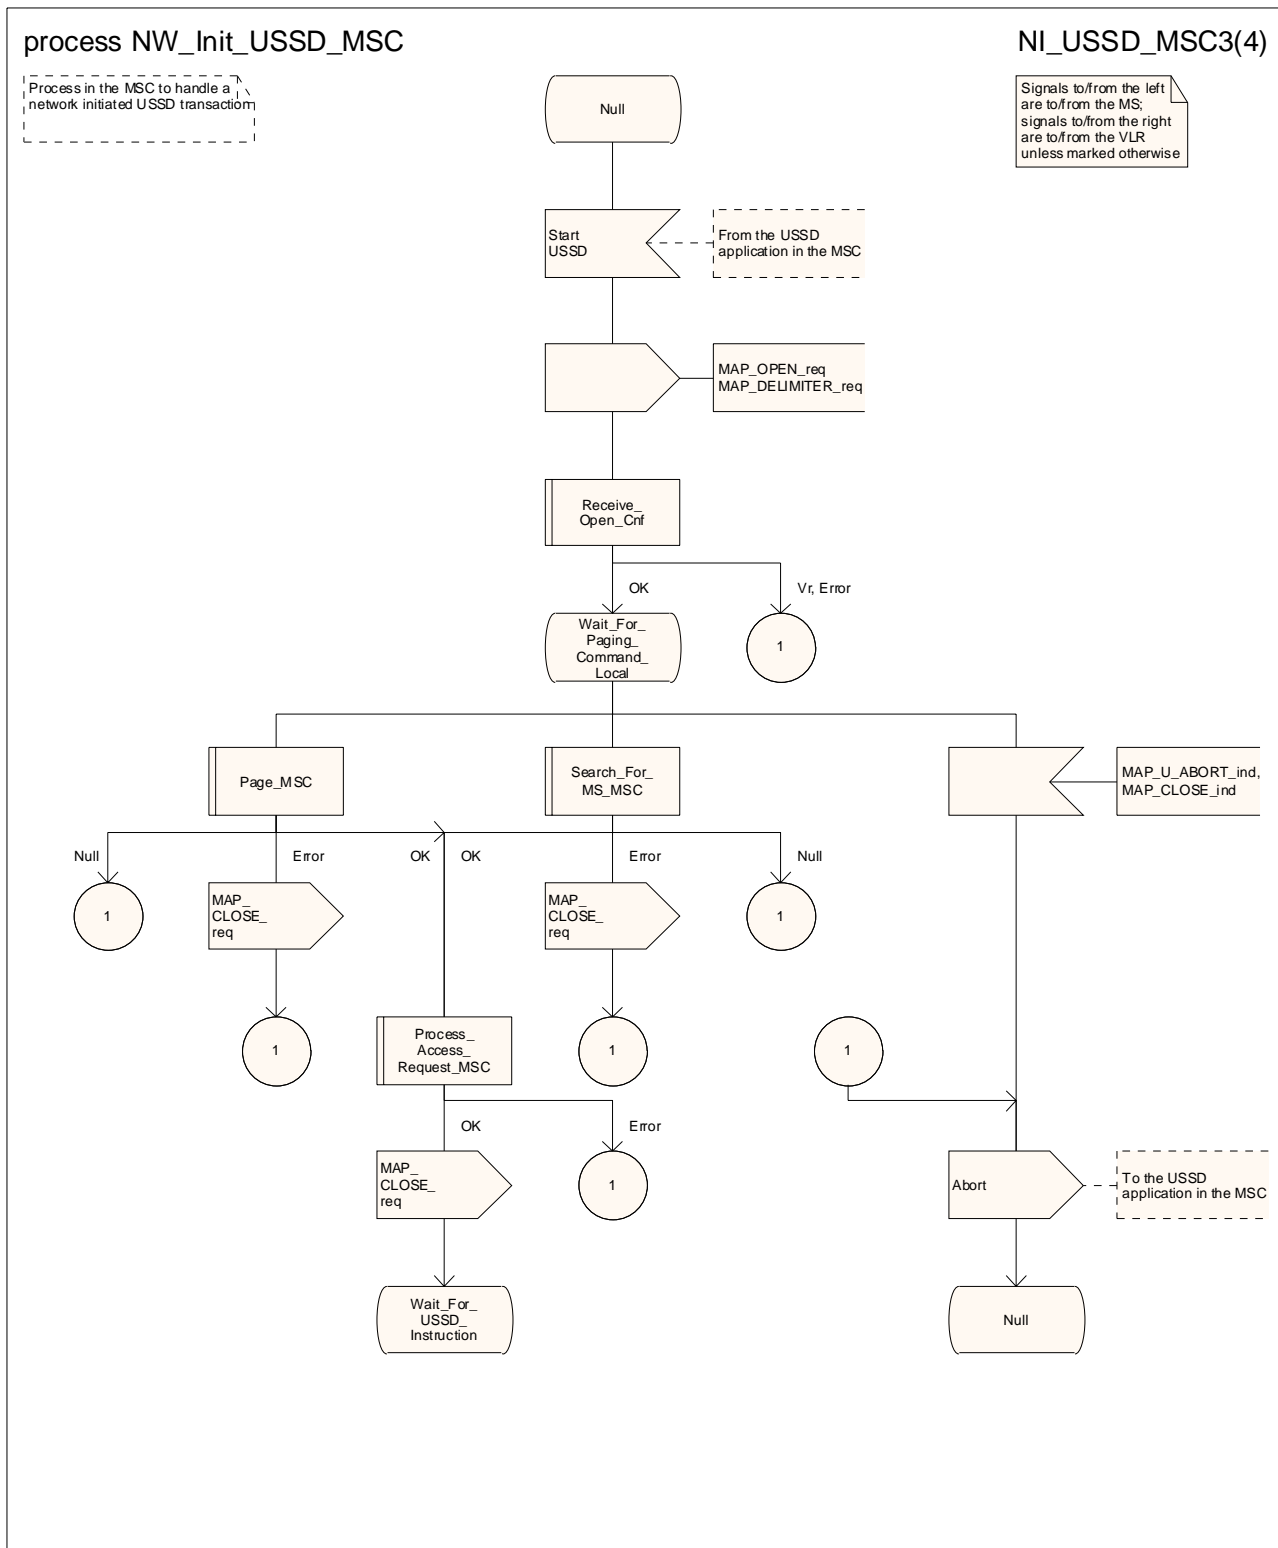 process NW_Init_USSD_MSC
NI_USSD_MSC3(4)
Process in the MSC to handle a
network initiated USSD transaction
Signals to/from the left
are to/from the MS;
signals to/from the right
are to/from the VLR
unless marked otherwise
Null
Start
USSD
From the USSD
application in the MSC
MAP_OPEN_req
MAP_DELIMITER_req
Receive_
Open_Cnf
OK
Vr, Error
Wait_For_
Paging_
Command_
Local
1
Page_MSC
Search_For_
MS_MSC
MAP_U_ABORT_ind,
MAP_CLOSE_ind
Null
Error
OK
OK
Error
Null
1
MAP_
CLOSE_
req
MAP_
CLOSE_
req
1
1
Process_
Access_
Request_MSC
1
1
OK
Error
MAP_
CLOSE_
req
1
Abort
To the USSD
application in the MSC
Wait_For_
USSD_
Instruction
Null